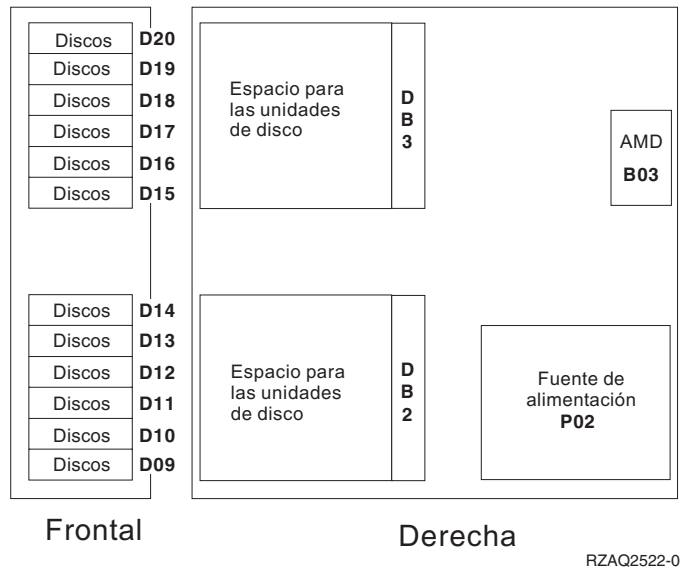 Discos D20
Discos D19
Discos D18
Discos D17
Discos D16
Discos D15
Discos D14
Discos D13
Discos D12
Discos D11
Discos D10
Discos D09
Frontal
Espacio para
las unidades
de disco
D
B
3
AMD
B03
Espacio para
las unidades
de disco
D
B
2
Fuente de
alimentación
P02
Derecha
RZAQ2522-0